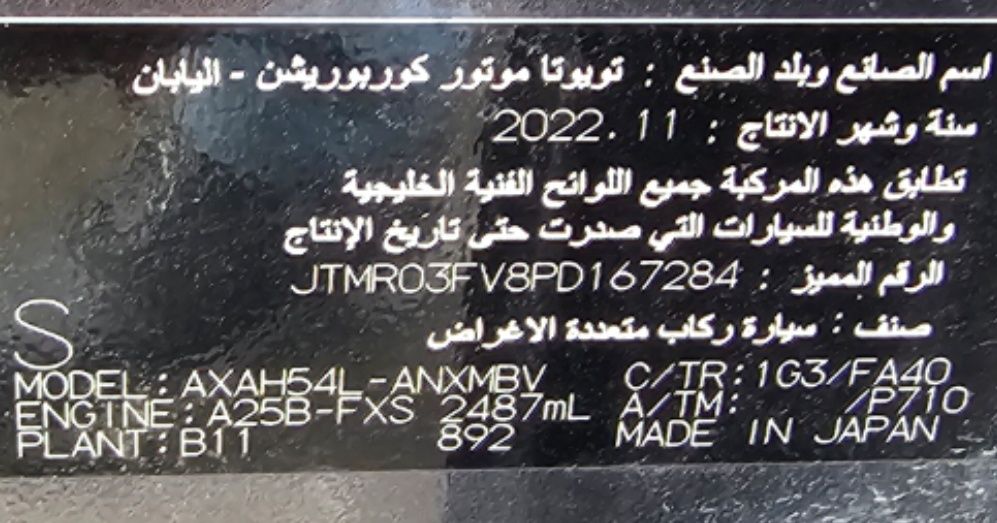 اسم الصانع وبلد الصنع : تويوتا موتور كوربوريشن - اليابان
سنة وشهر الانتاج : 2022.11
تطابق هذه المركبة جميع اللوائح الفنية الخليجية
والوطنية للسيارات التي صدرت حتى تاريخ الإنتاج
الرقم المميز : JTMR03FV8PD167284
صنف : سيارة ركاب متعددة الاغراض
S
MODEL: AXAH54L-ANXMBV C/TR: 1G3/FA40
ENGINE: A25B-FXS 2487mL A/TM: /P710
PLANT: B11 892 MADE IN JAPAN